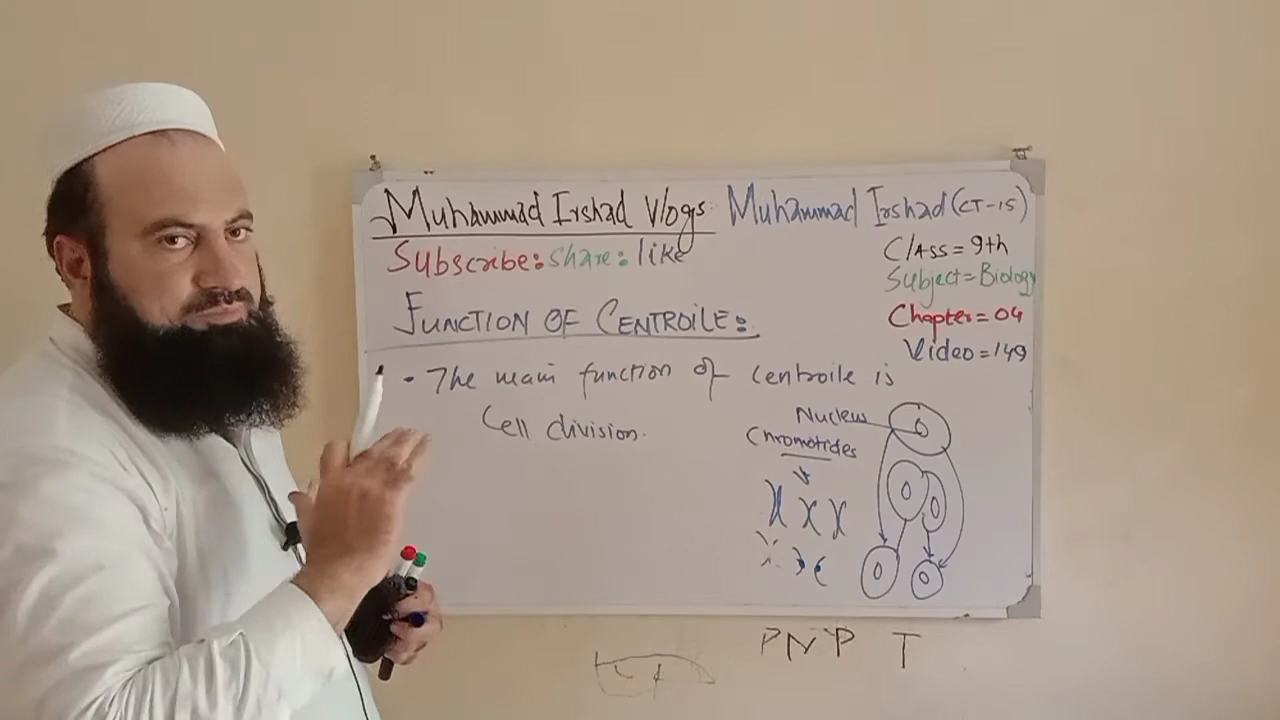 Muhammad Irshad Vlogs: Muhammad Irshad (CT-15)
Subscribe: Share: like
Class = 9th
Subject = Biology
FUNCTION OF CENTROILE:
Chapter = 04
Video = 149
• The main function of Centroile is
Cell division.
Nucleus
Chromotides
PNP T